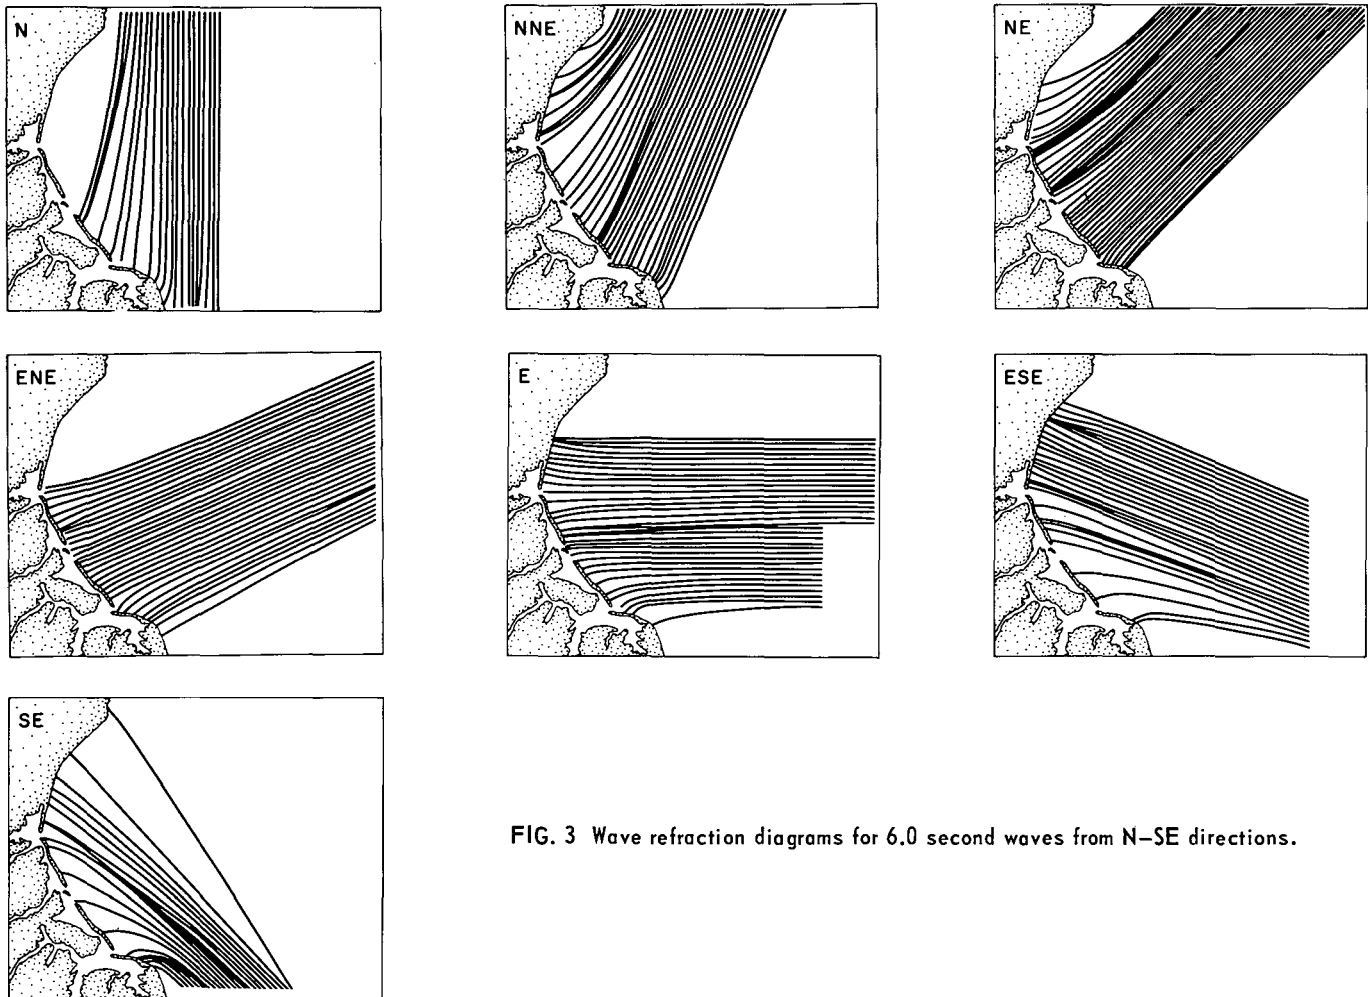 N
NNE
NE
ENE
E
ESE
SE
FIG. 3 Wave refraction diagrams for 6.0 second waves from N–SE directions.